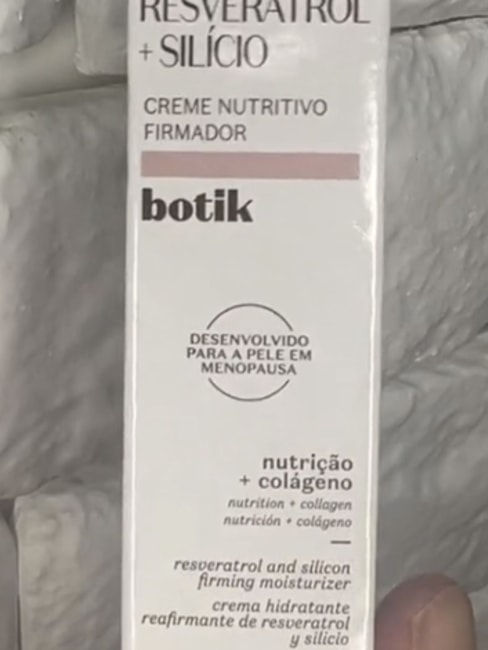 RESVERATROL
+ SILÍCIO
CREME NUTRITIVO
FIRMADOR
botik
DESENVOLVIDO
PARA A PELE EM
MENOPAUSA
nutrição
+ colágeno
nutrition + collagen
nutrición + colágeno
resveratrol and silicon
firming moisturizer
crema hidratante
reafirmante de resveratrol
y silicio